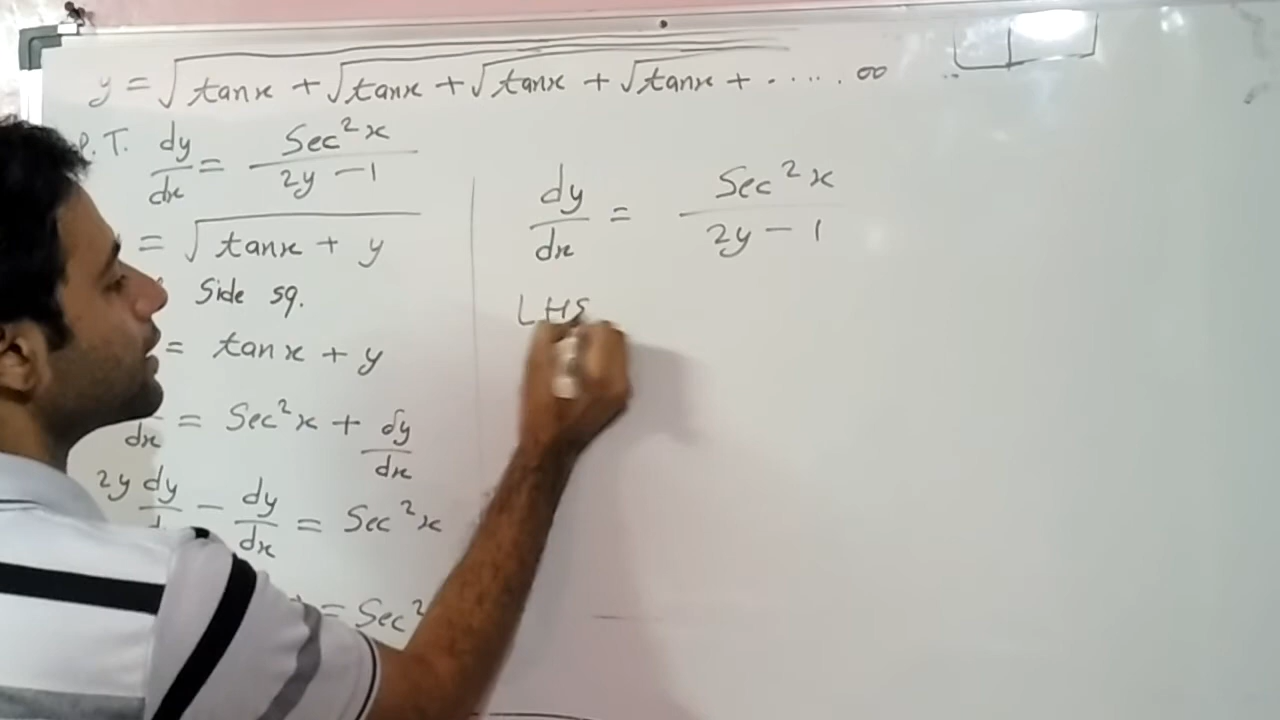 y = √tanx + √tanx + √tanx + √tanx + ..... ∞
P.T. dy/dx = Sec²x / 2y - 1
= √tanx + y
Side sq.
= tanx + y
dx = Sec²x + dy/dx
2y dy/d - dy/dx = Sec²x
= Sec²
dy/dx = Sec²x / 2y - 1
LHS